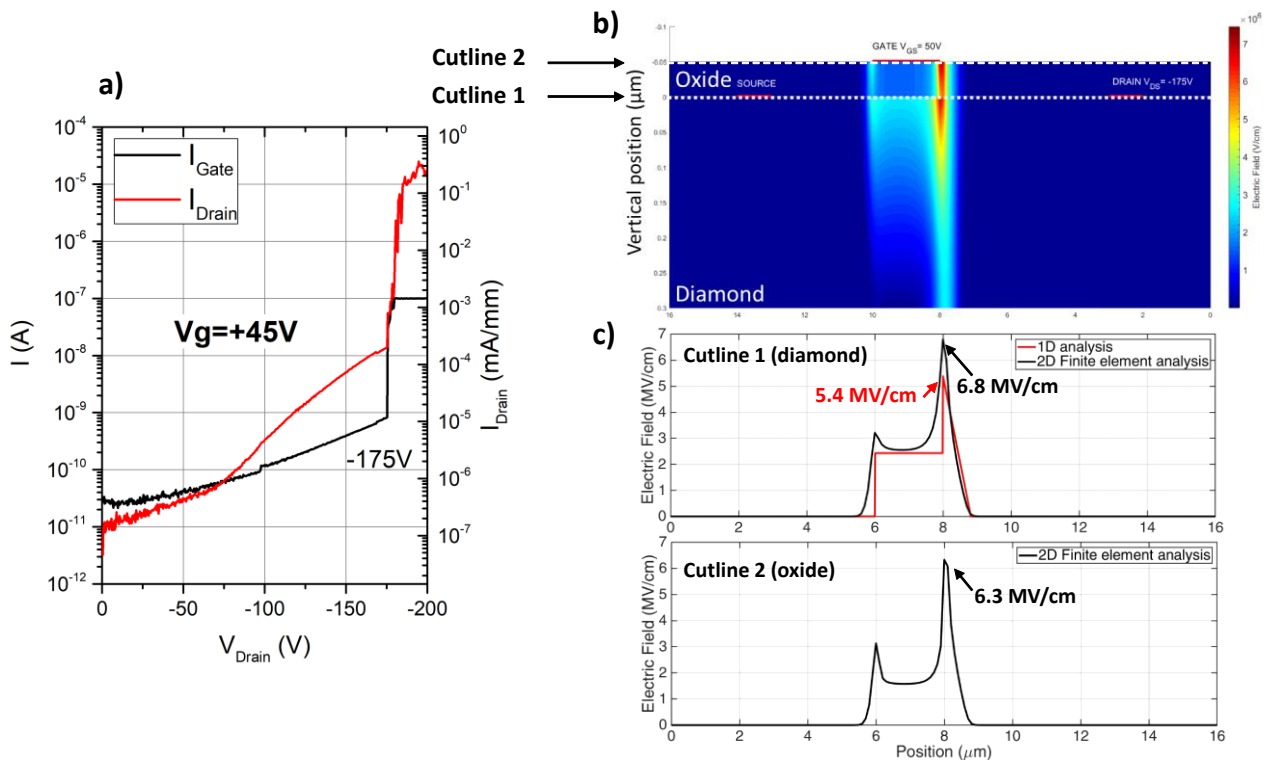 a)
10⁻⁴
10⁻⁵
10⁻⁶
10⁻⁷
10⁻⁸
10⁻⁹
10⁻¹⁰
10⁻¹¹
10⁻¹²
I (A)
I_Gate
I_Drain
Vg=+45V
-175V
0
-50
-100
-150
-200
V_Drain (V)
10⁰
10⁻¹
10⁻²
10⁻³
10⁻⁴
10⁻⁵
10⁻⁶
10⁻⁷
I_Drain (mA/mm)
Cutline 2
Cutline 1
b)
-0.1
-0.05
0
0.05
0.1
0.15
0.2
0.25
0.3
Vertical position (µm)
GATE V_GS= 50V
Oxide
SOURCE
DRAIN V_DS= -175V
Diamond
16
14
12
10
8
6
4
2
0
× 10⁶
7
6
5
4
3
2
1
Electric Field (V/cm)
c)
Cutline 1 (diamond)
1D analysis
2D Finite element analysis
5.4 MV/cm
6.8 MV/cm
7
6
5
4
3
2
1
0
Electric Field (MV/cm)
0
2
4
6
8
10
12
14
16
Cutline 2 (oxide)
2D Finite element analysis
6.3 MV/cm
7
6
5
4
3
2
1
0
Electric Field (MV/cm)
0
2
4
6
8
10
12
14
16
Position (µm)